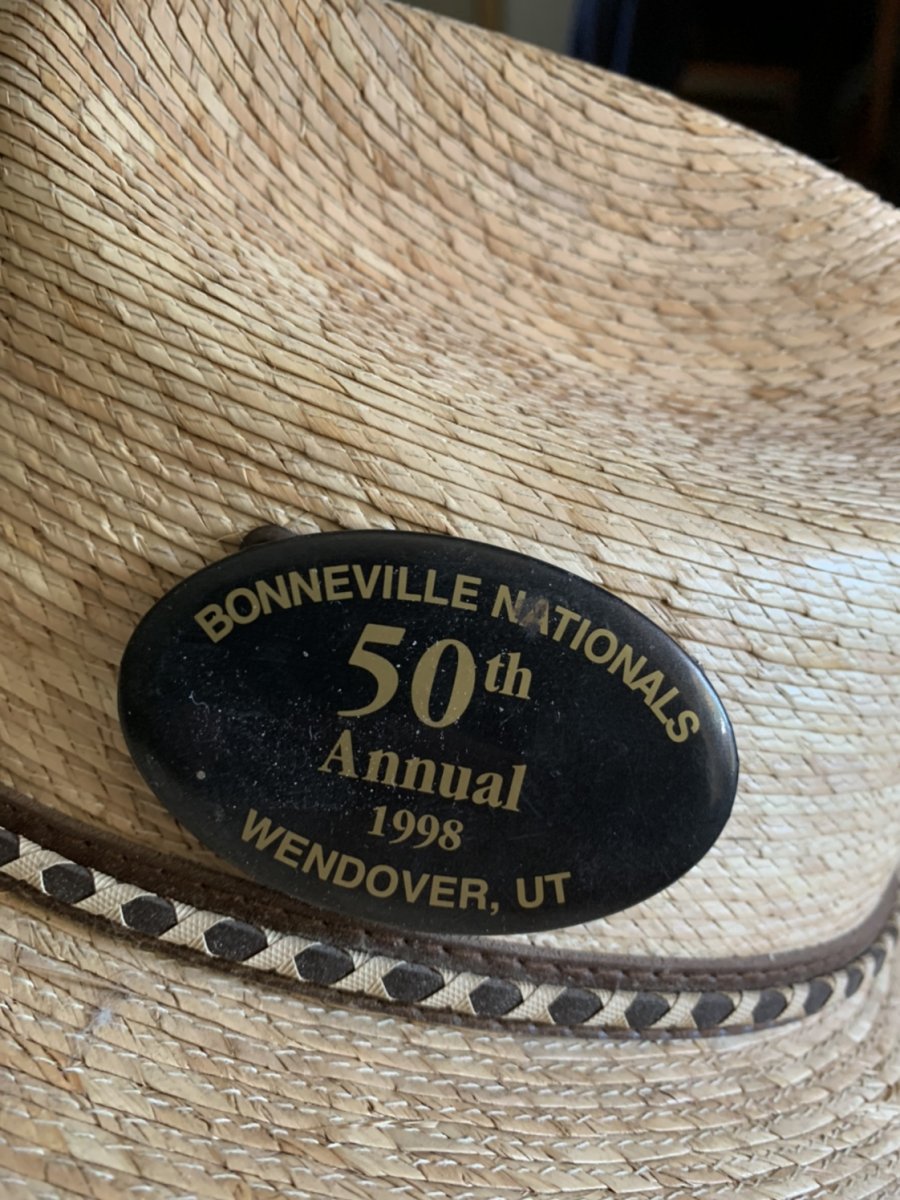 BONNEVILLE NATIONALS
50th
Annual
1998
WENDOVER, UT